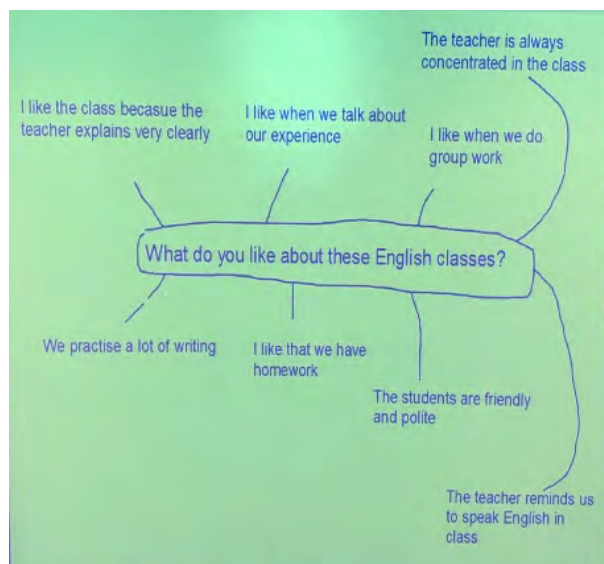 The teacher is always
concentrated in the class
I like the class becasue the
teacher explains very clearly
I like when we talk about
our experience
I like when we do
group work
What do you like about these English classes?
We practise a lot of writing
I like that we have
homework
The students are friendly
and polite
The teacher reminds us
to speak English in
class